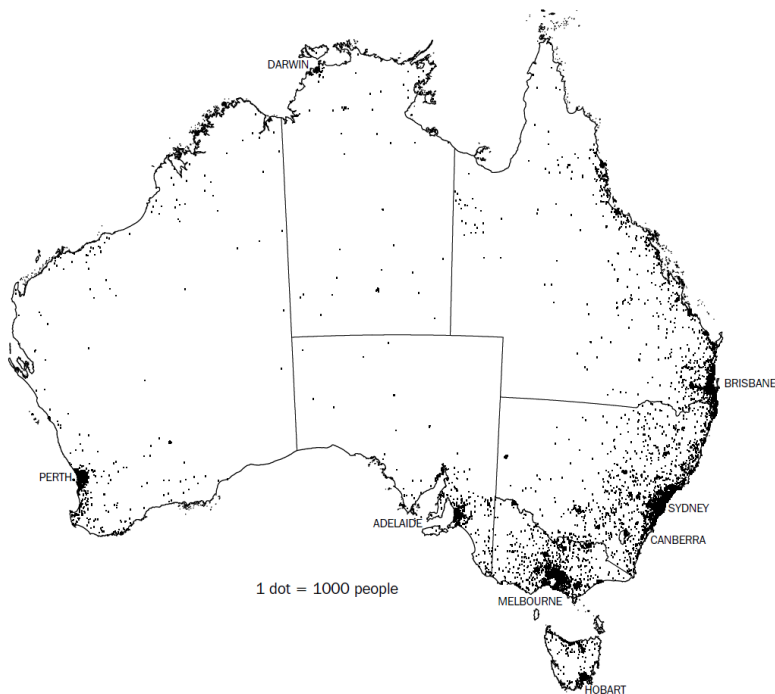 DARWIN
BRISBANE
PERTH
SYDNEY
ADELAIDE
CANBERRA
1 dot = 1000 people
MELBOURNE
HOBART